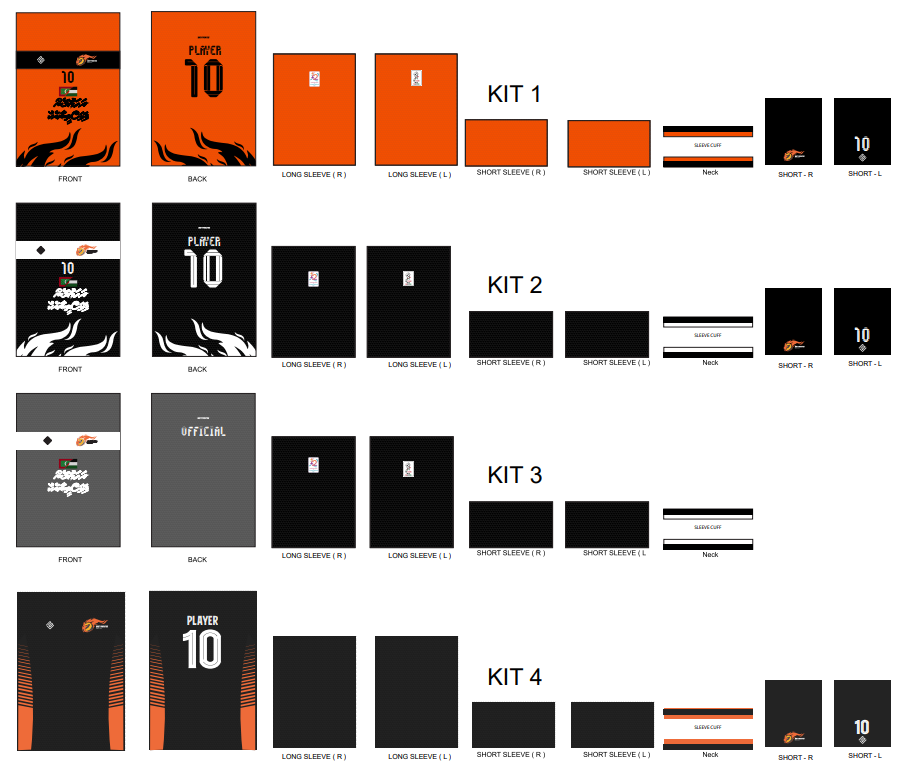 PLAYER
10
10
KIT 1
SLEEVE CUFF
10
FRONT
BACK
LONG SLEEVE ( R )
LONG SLEEVE ( L )
SHORT SLEEVE ( R )
SHORT SLEEVE ( L )
Neck
SHORT - R
SHORT - L
PLAYER
10
10
KIT 2
SLEEVE CUFF
10
FRONT
BACK
LONG SLEEVE ( R )
LONG SLEEVE ( L )
SHORT SLEEVE ( R )
SHORT SLEEVE ( L )
Neck
SHORT - R
SHORT - L
OFFICIAL
KIT 3
SLEEVE CUFF
FRONT
BACK
LONG SLEEVE ( R )
LONG SLEEVE ( L )
SHORT SLEEVE ( R )
SHORT SLEEVE ( L
Neck
PLAYER
10
KIT 4
SLEEVE CUFF
10
LONG SLEEVE ( R )
LONG SLEEVE ( L )
SHORT SLEEVE ( R )
SHORT SLEEVE ( L )
Neck
SHORT - R
SHORT - L